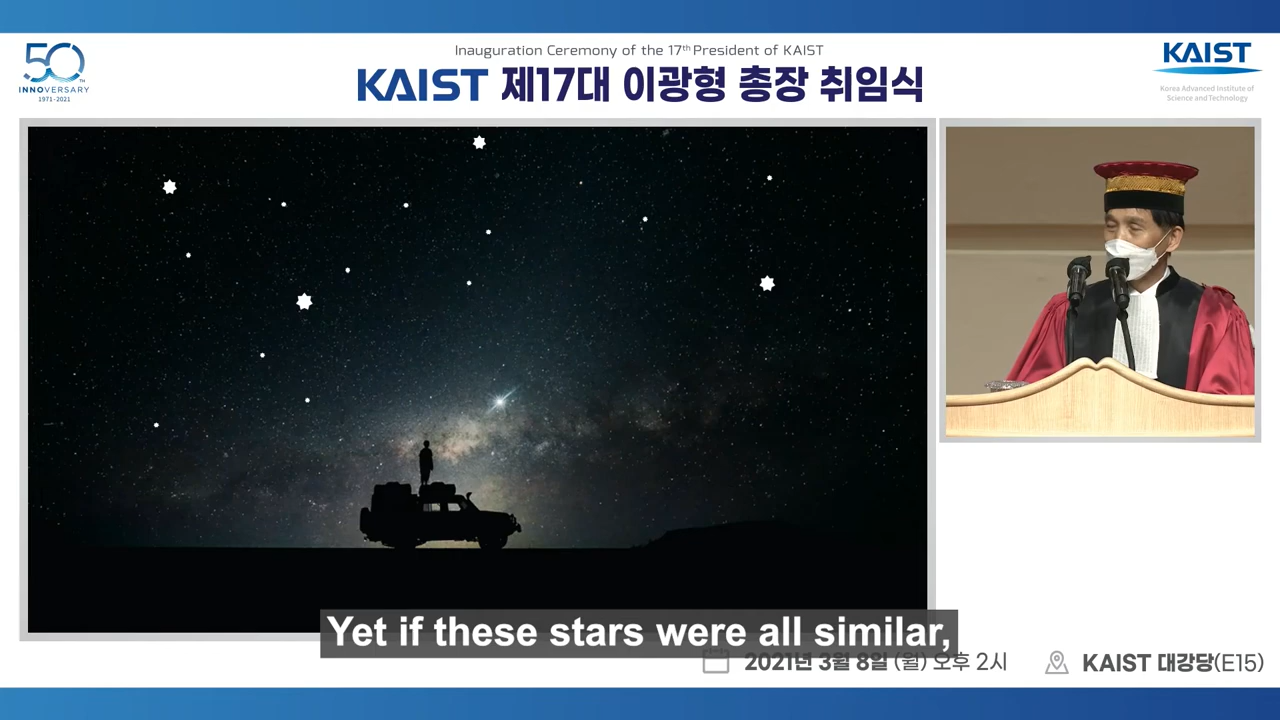 50TH
INNOVERSARY
1971-2021
Inauguration Ceremony of the 17th President of KAIST
KAIST 제17대 이광형 총장 취임식
KAIST
Korea Advanced Institute of
Science and Technology
Yet if these stars were all similar,
2021년 3월 8일 (월) 오후 2시
KAIST 대강당(E15)